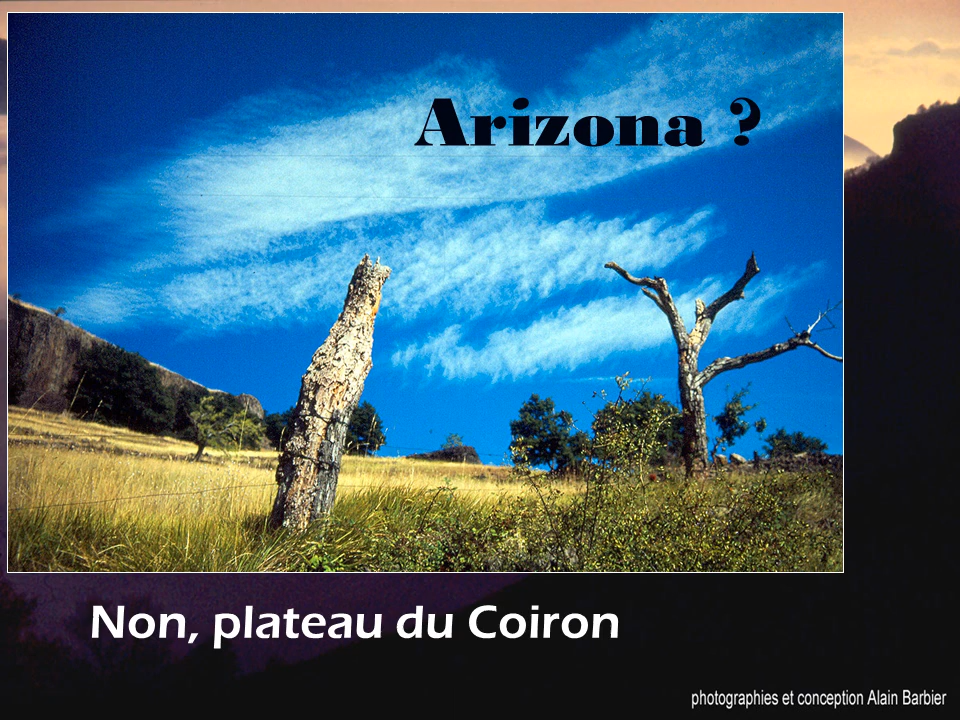 Arizona ?
Non, plateau du Coiron
photographies et conception Alain Barbier